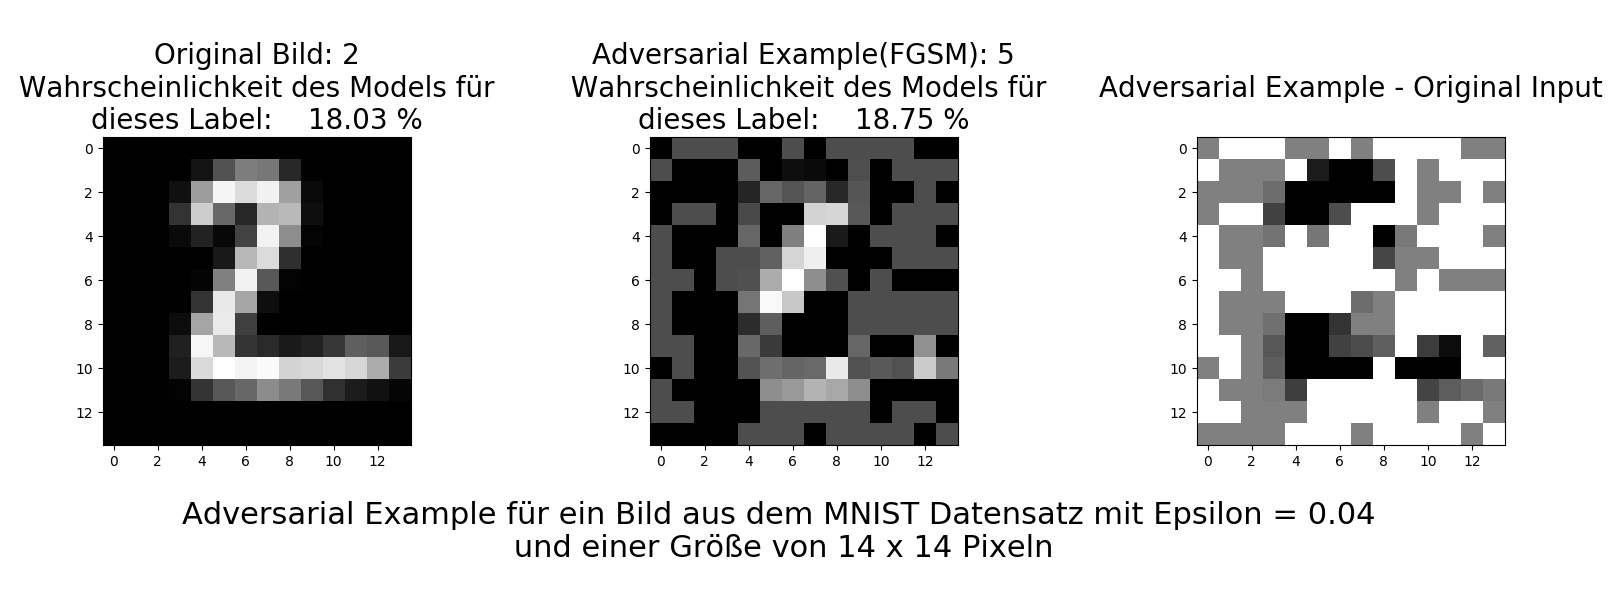 Original Bild: 2
Wahrscheinlichkeit des Models für
dieses Label: 18.03 %
Adversarial Example(FGSM): 5
Wahrscheinlichkeit des Models für
dieses Label: 18.75 %
Adversarial Example - Original Input
0
2
4
6
8
10
12
0 2 4 6 8 10 12
0
2
4
6
8
10
12
0 2 4 6 8 10 12
0
2
4
6
8
10
12
0 2 4 6 8 10 12
Adversarial Example für ein Bild aus dem MNIST Datensatz mit Epsilon = 0.04
und einer Größe von 14 x 14 Pixeln